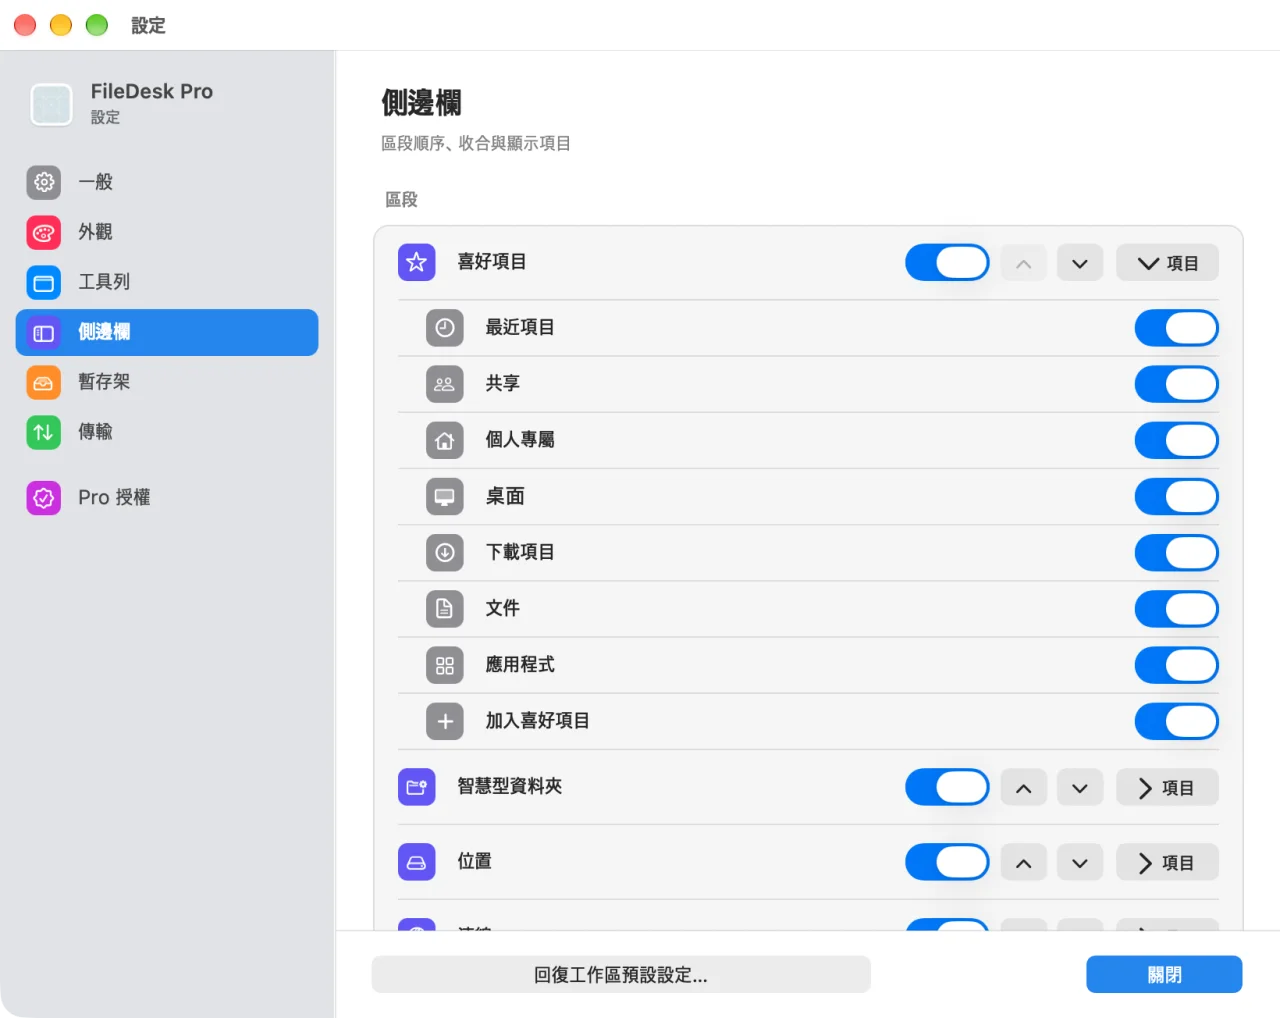 設定
FileDesk Pro
設定
一般
外觀
工具列
側邊欄
暫存架
傳輸
Pro 授權
側邊欄
區段順序、收合與顯示項目
區段
喜好項目
項目
最近項目
共享
個人專屬
桌面
下載項目
文件
應用程式
加入喜好項目
智慧型資料夾
項目
位置
項目
回復工作區預設設定...
關閉